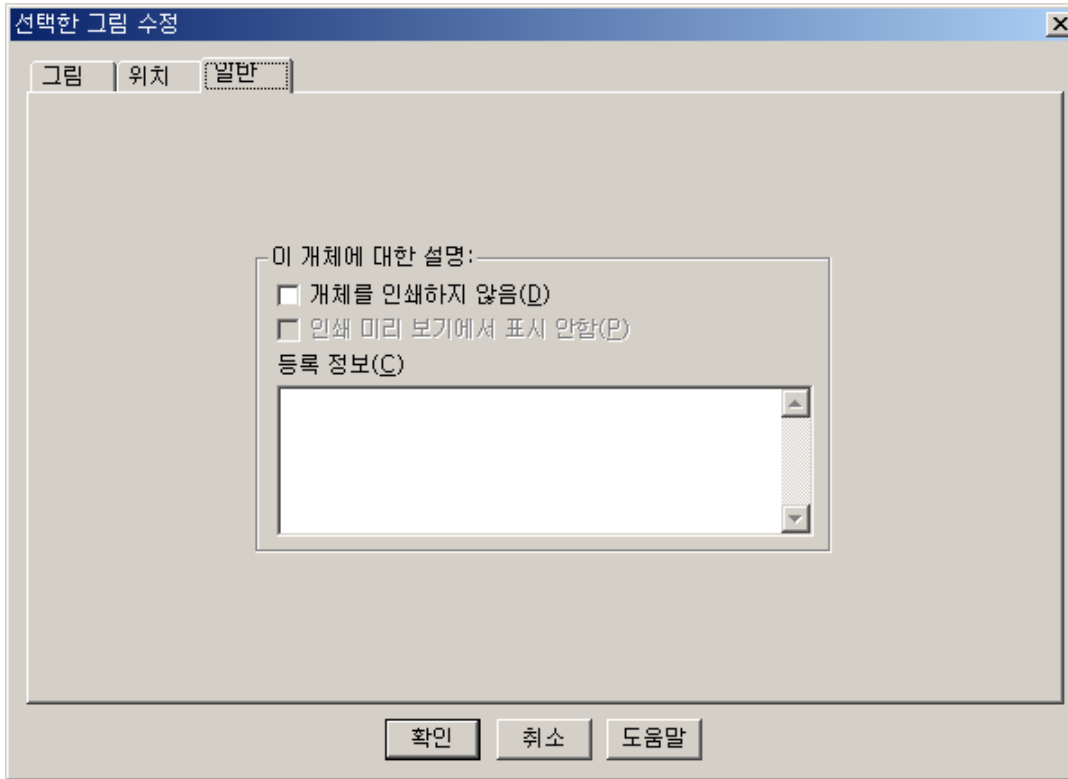 선택한 그림 수정
그림 위치 일반
이 개체에 대한 설명:
개체를 인쇄하지 않음(D)
인쇄 미리 보기에서 표시 안함(P)
등록 정보(C)
확인 취소 도움말